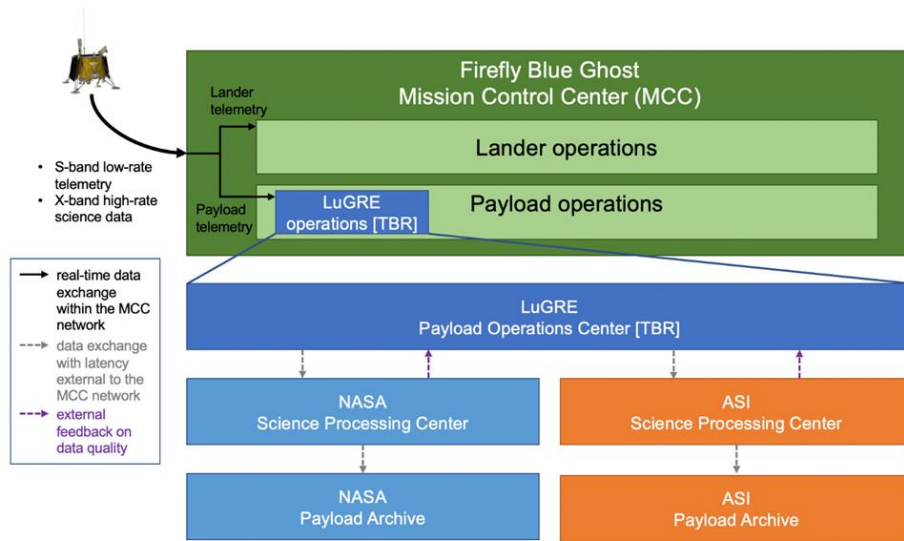 Firefly Blue Ghost
Mission Control Center (MCC)
Lander
telemetry
Lander operations
• S-band low-rate
telemetry
• X-band high-rate
science data
Payload
telemetry
LuGRE
operations [TBR]
Payload operations
real-time data
exchange
within the MCC
network
data exchange
with latency
external to the
MCC network
external
feedback on
data quality
LuGRE
Payload Operations Center [TBR]
NASA
Science Processing Center
ASI
Science Processing Center
NASA
Payload Archive
ASI
Payload Archive